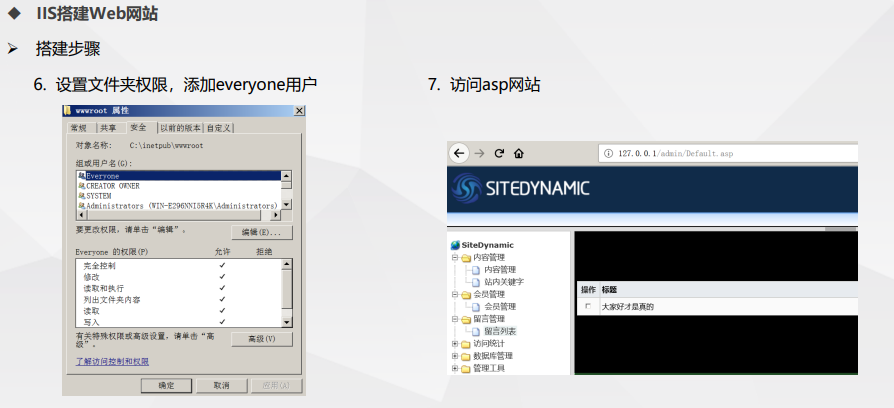 IIS搭建Web网站
搭建步骤
6. 设置文件夹权限，添加everyone用户
wwwroot 属性
常规 共享 安全 以前的版本 自定义
对象名称: C:\inetpub\wwwroot
组或用户名(G):
Everyone
CREATOR OWNER
SYSTEM
Administrators (WIN-E296NNI5R4K\Administrators)
要更改权限，请单击“编辑”。
编辑(E)...
Everyone 的权限(P) 允许 拒绝
完全控制
修改
读取和执行
列出文件夹内容
读取
写入
有关特殊权限或高级设置，请单击“高
级”。
高级(V)
了解访问控制和权限
确定 取消 应用(A)
7. 访问asp网站
127.0.0.1/admin/Default.asp
SITEDYNAMIC
SiteDynamic
内容管理
内容管理
站内关键字
会员管理
会员管理
留言管理
留言列表
访问统计
数据库管理
管理工具
操作 标题
大家好才是真的